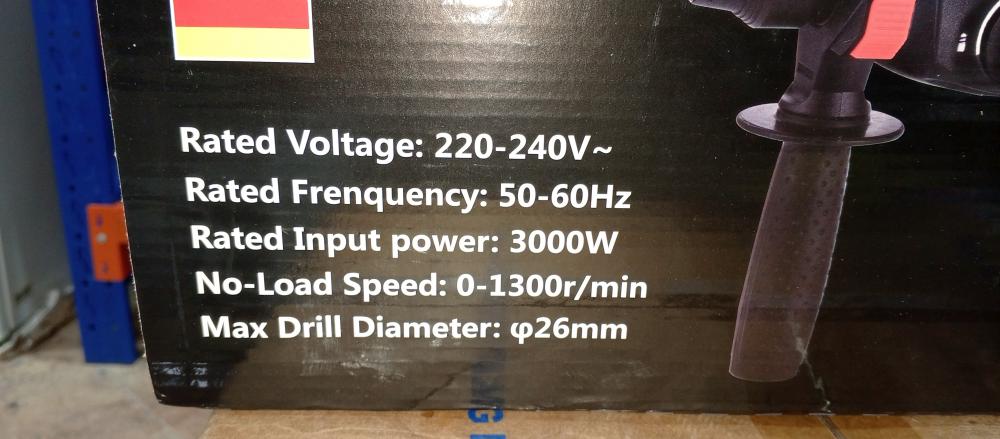 Rated Voltage: 220-240V~
Rated Frenquency: 50-60Hz
Rated Input power: 3000W
No-Load Speed: 0-1300r/min
Max Drill Diameter: φ26mm